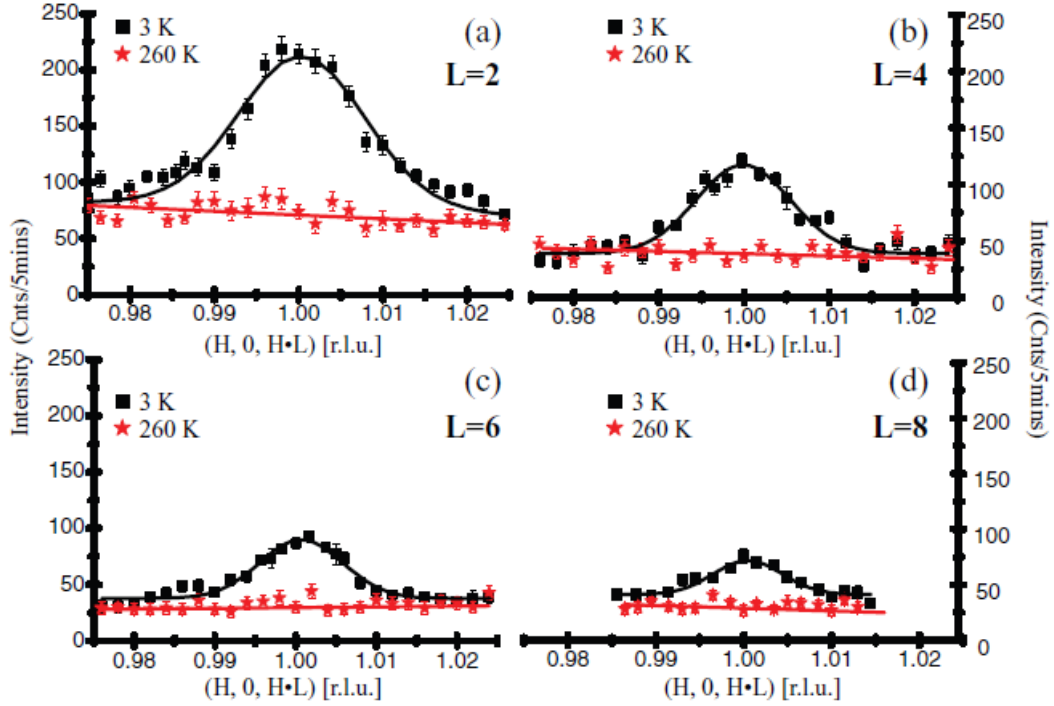 250
200
150
100
50
0
3 K
260 K
(a)
L=2
0.98 0.99 1.00 1.01 1.02
(H, 0, H•L) [r.l.u.]
3 K
260 K
(b)
L=4
250
200
150
100
50
0
0.98 0.99 1.00 1.01 1.02
(H, 0, H•L) [r.l.u.]
Intensity (Cnts/5mins)
Intensity (Cnts/5mins)
250
200
150
100
50
0
3 K
260 K
(c)
L=6
0.98 0.99 1.00 1.01 1.02
(H, 0, H•L) [r.l.u.]
3 K
260 K
(d)
L=8
250
200
150
100
50
0
0.98 0.99 1.00 1.01 1.02
(H, 0, H•L) [r.l.u.]